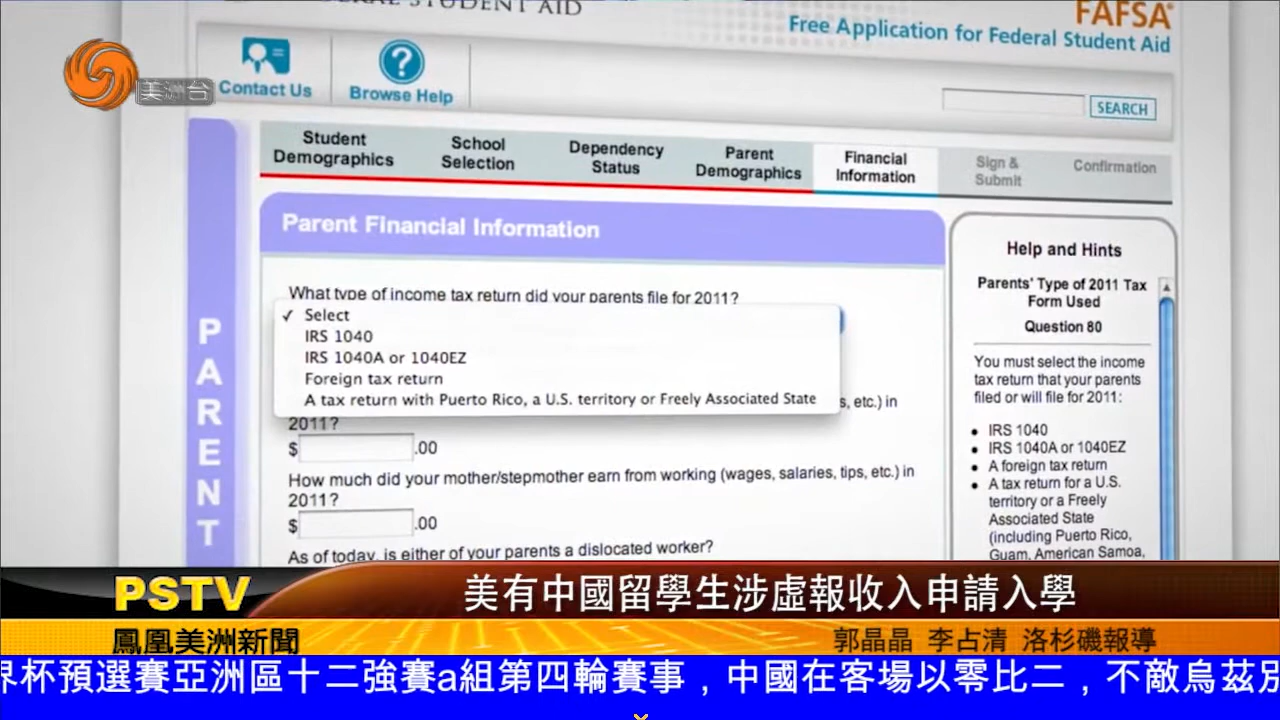 FEDERAL STUDENT AID
FAFSA
Free Application for Federal Student Aid
美洲台
Contact Us
Browse Help
SEARCH
Student Demographics
School Selection
Dependency Status
Parent Demographics
Financial Information
Sign & Submit
Confirmation
PARENT
Parent Financial Information
What type of income tax return did your parents file for 2011?
✓ Select
IRS 1040
IRS 1040A or 1040EZ
Foreign tax return
A tax return with Puerto Rico, a U.S. territory or Freely Associated State
s, etc.) in
2011?
$ .00
How much did your mother/stepmother earn from working (wages, salaries, tips, etc.) in
2011?
$ .00
As of today, is either of your parents a dislocated worker?
Help and Hints
Parents' Type of 2011 Tax
Form Used
Question 80
You must select the income
tax return that your parents
filed or will file for 2011:
• IRS 1040
• IRS 1040A or 1040EZ
• A foreign tax return
• A tax return for a U.S.
territory or a Freely
Associated State
(including Puerto Rico,
Guam, American Samoa,
PSTV
美有中國留學生涉虛報收入申請入學
鳳凰美洲新聞
郭晶晶 李占清 洛杉磯報導
界杯預選賽亞洲區十二強賽a組第四輪賽事，中國在客場以零比二，不敵烏茲別